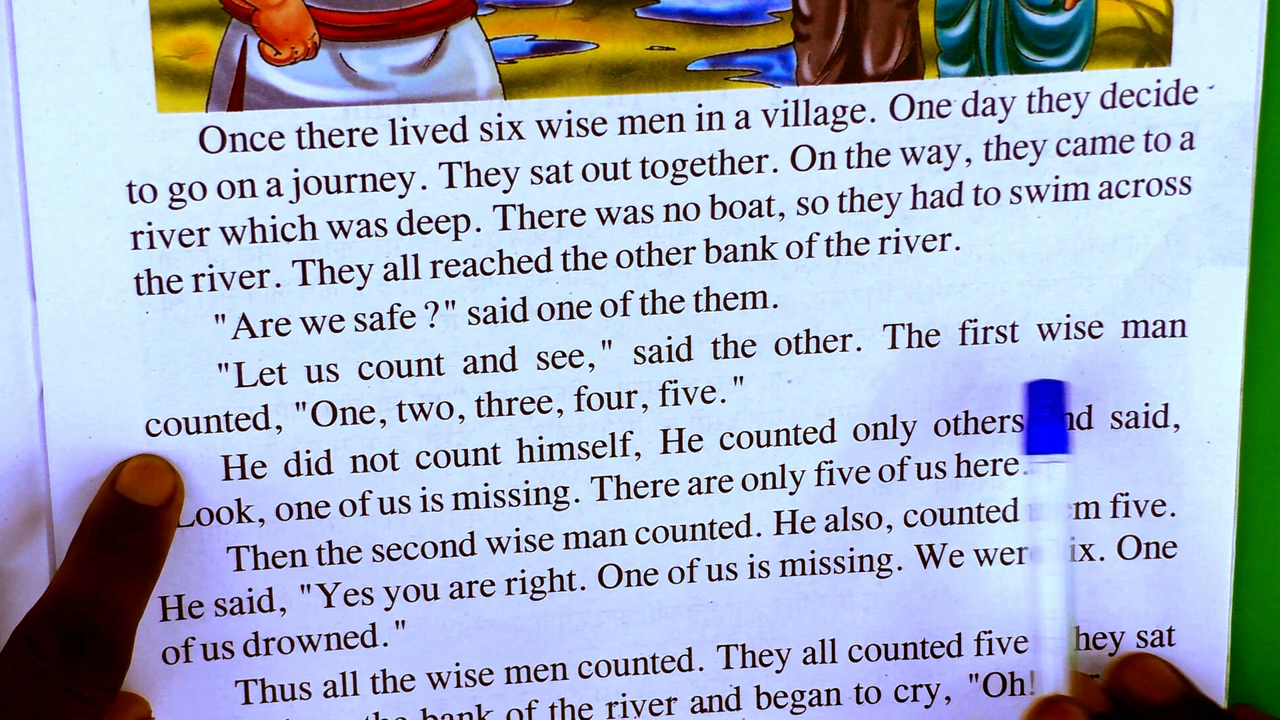 Once there lived six wise men in a village. One day they decide
to go on a journey. They sat out together. On the way, they came to a
river which was deep. There was no boat, so they had to swim across
the river. They all reached the other bank of the river.
"Are we safe ?" said one of the them.
"Let us count and see," said the other. The first wise man
counted, "One, two, three, four, five."
He did not count himself, He counted only others and said,
Look, one of us is missing. There are only five of us here.
Then the second wise man counted. He also, counted five.
He said, "Yes you are right. One of us is missing. We were six. One
of us drowned."
Thus all the wise men counted. They all counted five They sat
the bank of the river and began to cry, "Oh!